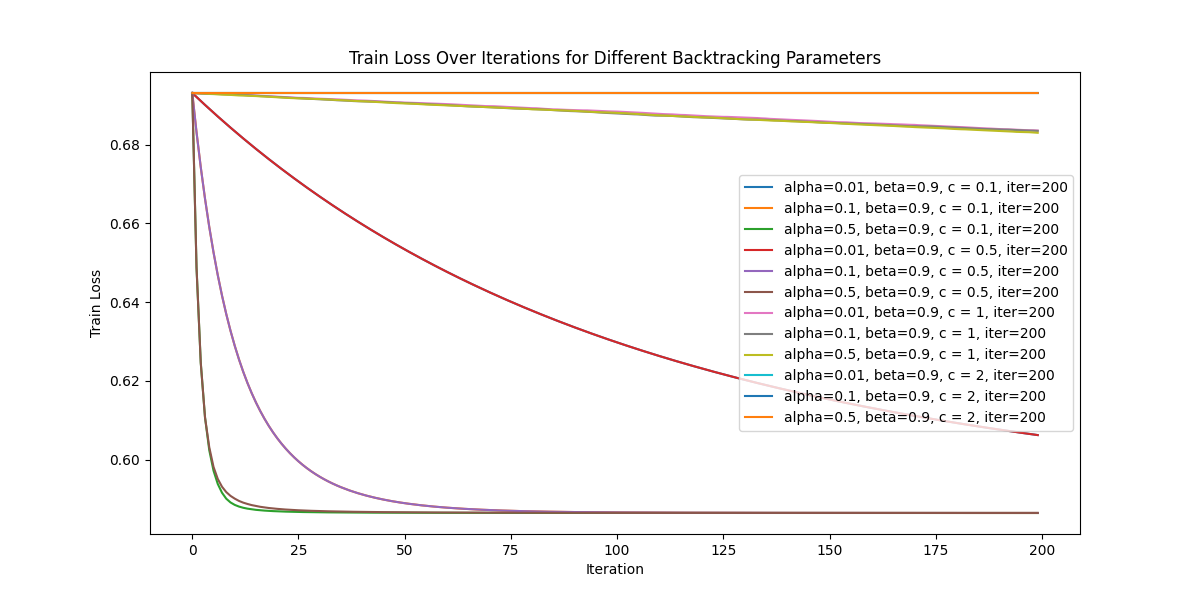 Train Loss Over Iterations for Different Backtracking Parameters
Train Loss
0.68
0.66
0.64
0.62
0.60
alpha=0.01, beta=0.9, c = 0.1, iter=200
alpha=0.1, beta=0.9, c = 0.1, iter=200
alpha=0.5, beta=0.9, c = 0.1, iter=200
alpha=0.01, beta=0.9, c = 0.5, iter=200
alpha=0.1, beta=0.9, c = 0.5, iter=200
alpha=0.5, beta=0.9, c = 0.5, iter=200
alpha=0.01, beta=0.9, c = 1, iter=200
alpha=0.1, beta=0.9, c = 1, iter=200
alpha=0.5, beta=0.9, c = 1, iter=200
alpha=0.01, beta=0.9, c = 2, iter=200
alpha=0.1, beta=0.9, c = 2, iter=200
alpha=0.5, beta=0.9, c = 2, iter=200
0 25 50 75 100 125 150 175 200
Iteration